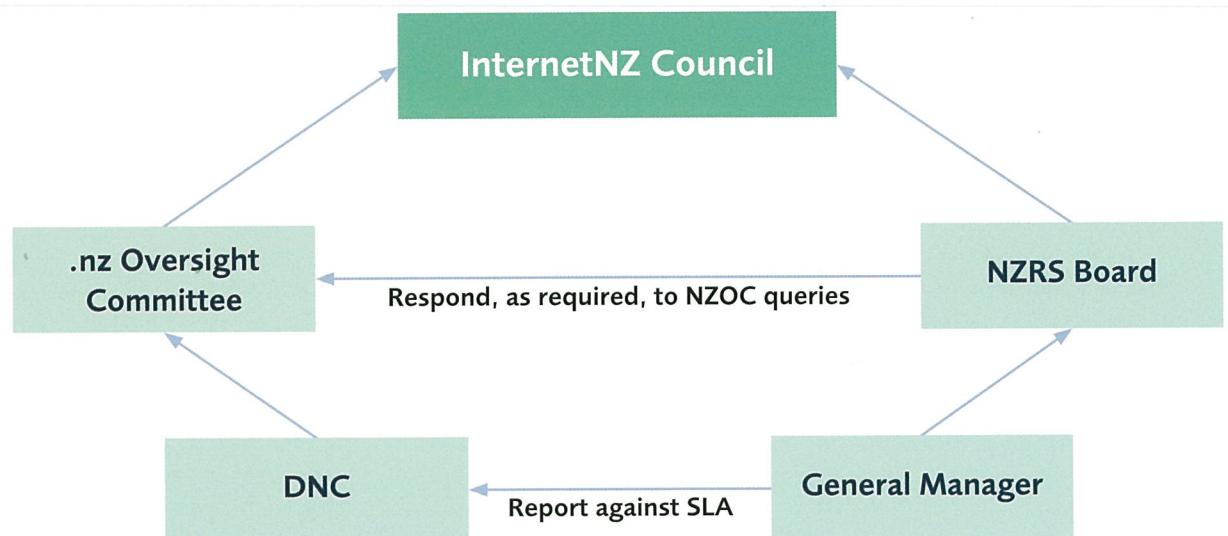 InternetNZ Council
.nz Oversight
Committee
NZRS Board
Respond, as required, to NZOC queries
DNC
General Manager
Report against SLA